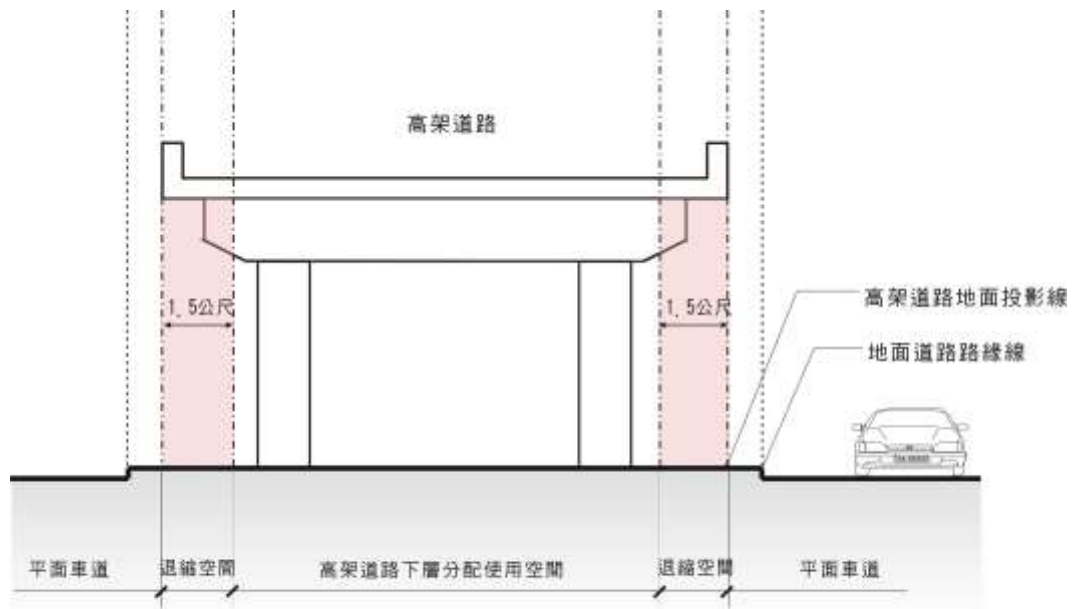 高架道路
1.5公尺
1.5公尺
高架道路地面投影線
地面道路路緣線
平面車道
退縮空間
高架道路下層分配使用空間
退縮空間
平面車道